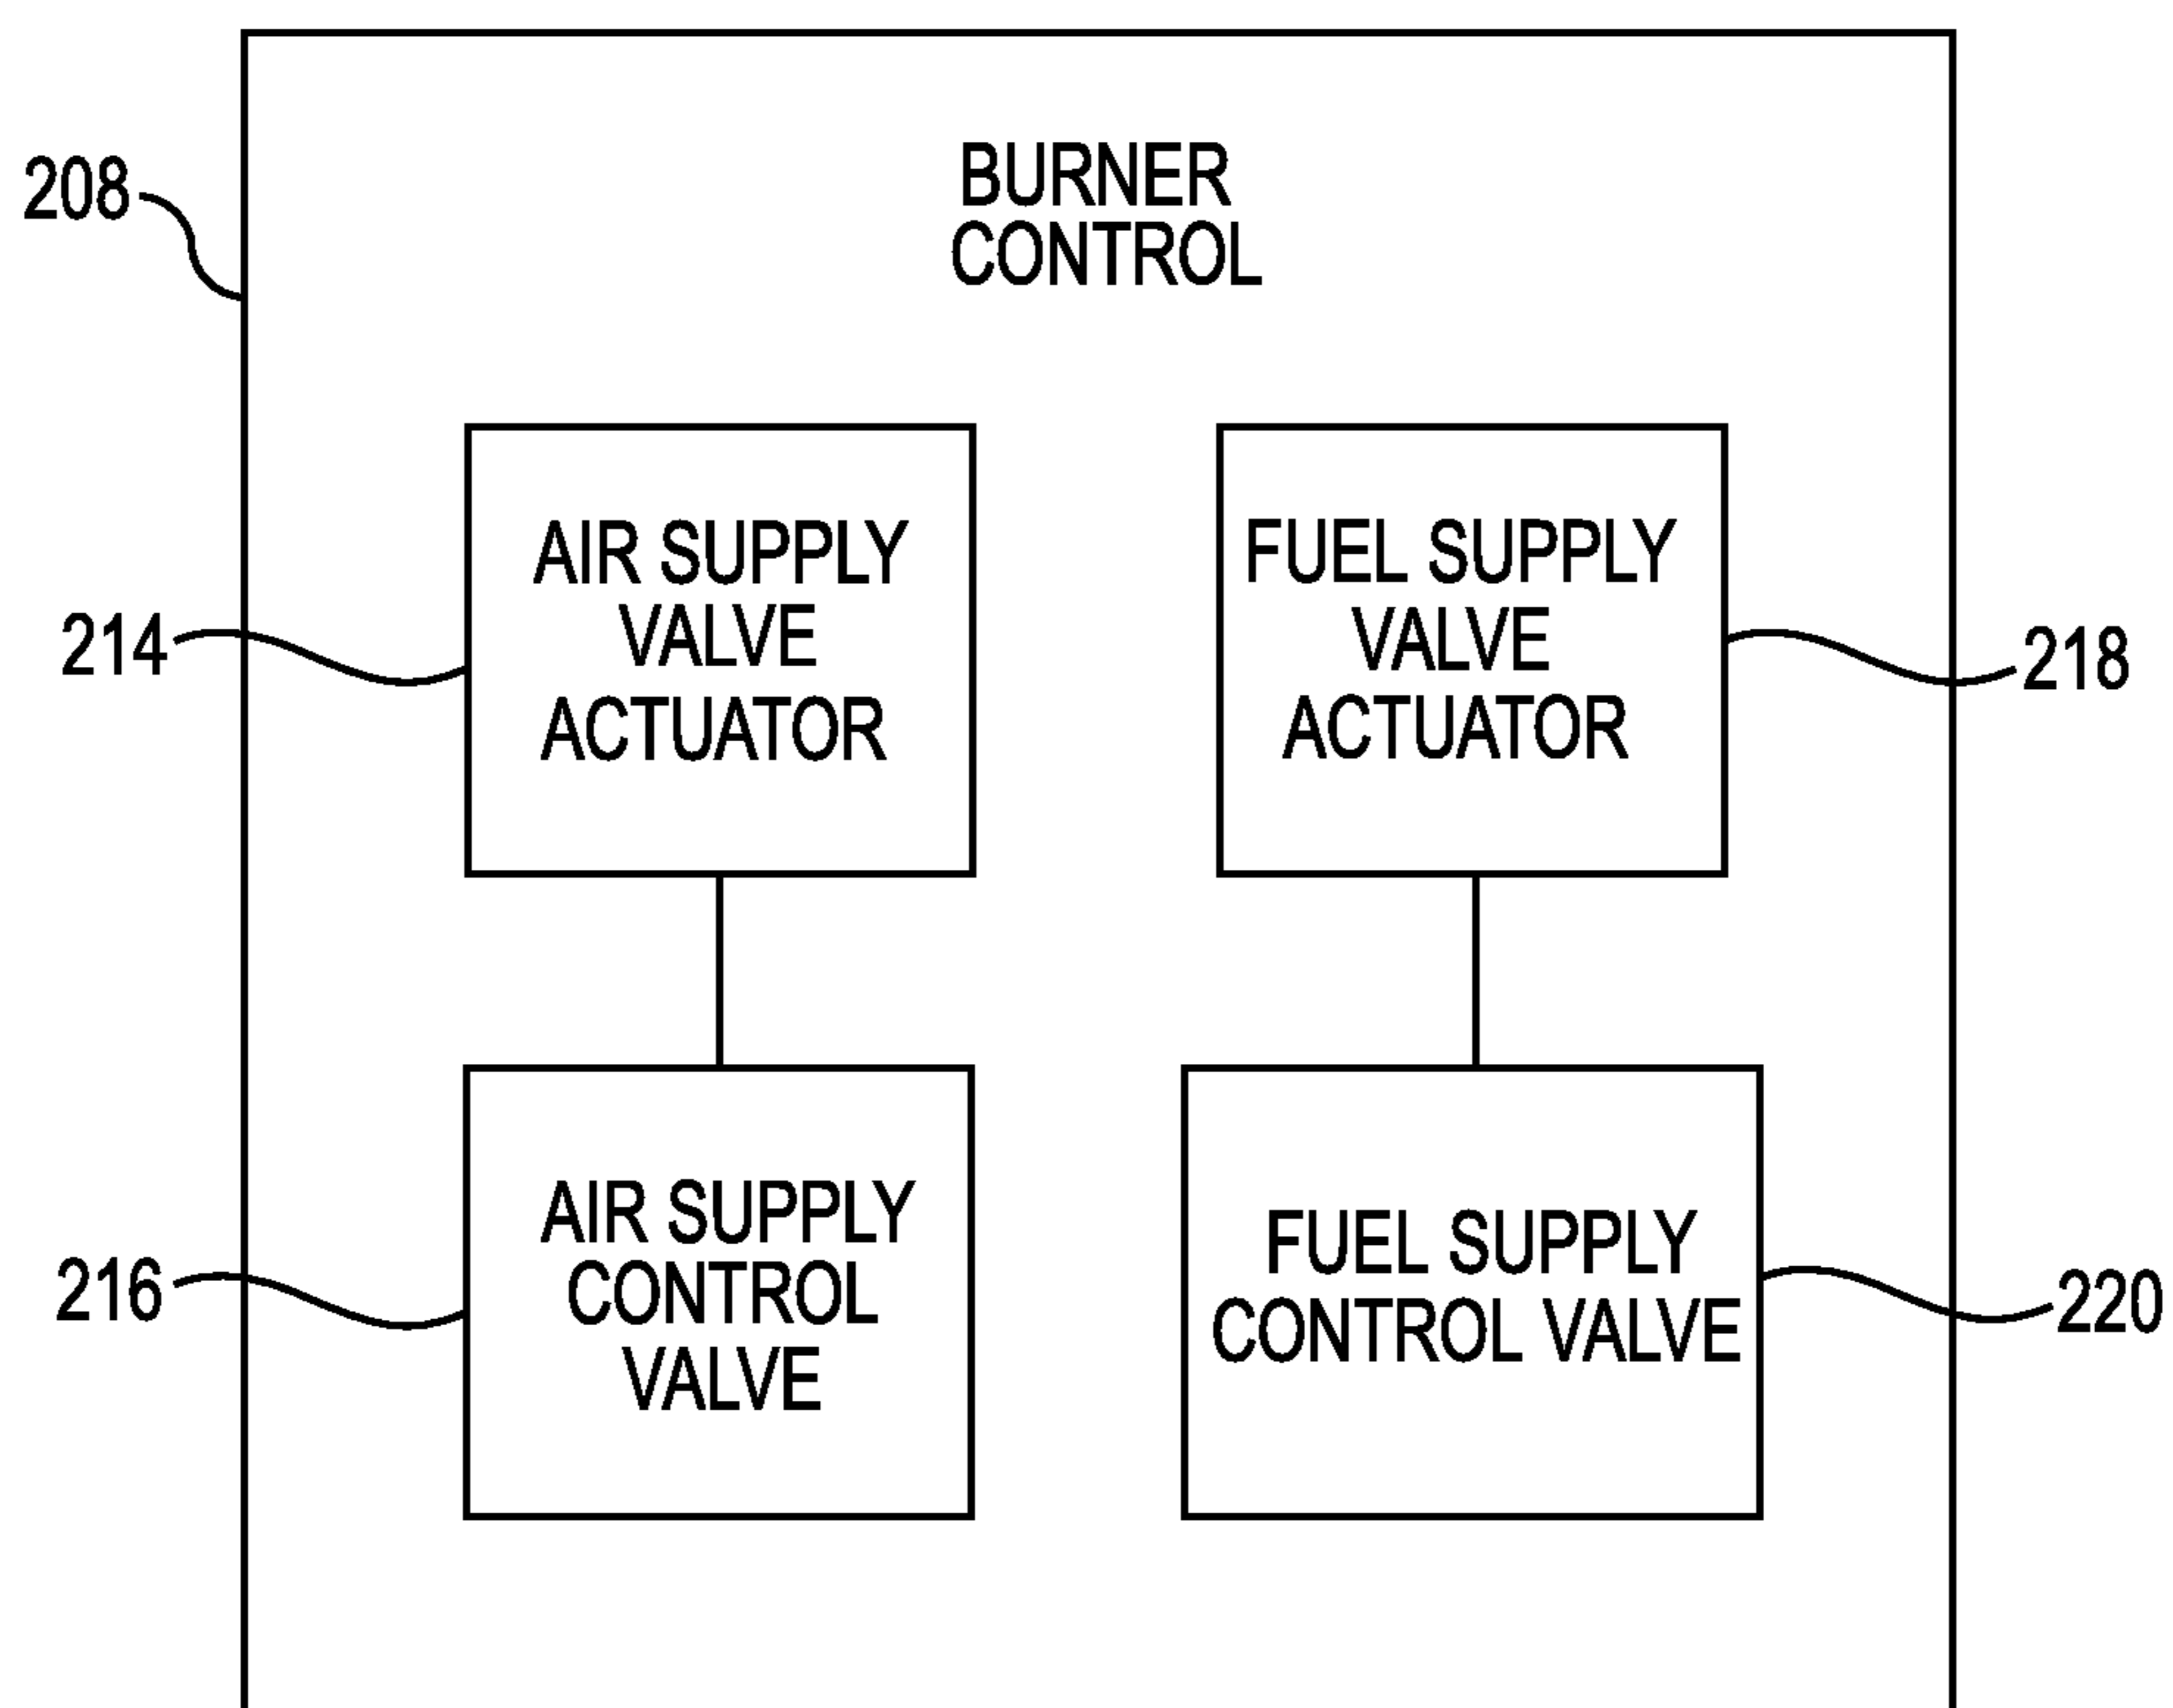 BURNER
CONTROL
208
AIR SUPPLY
VALVE
ACTUATOR
214
FUEL SUPPLY
VALVE
ACTUATOR
218
AIR SUPPLY
CONTROL
VALVE
216
FUEL SUPPLY
CONTROL VALVE
220